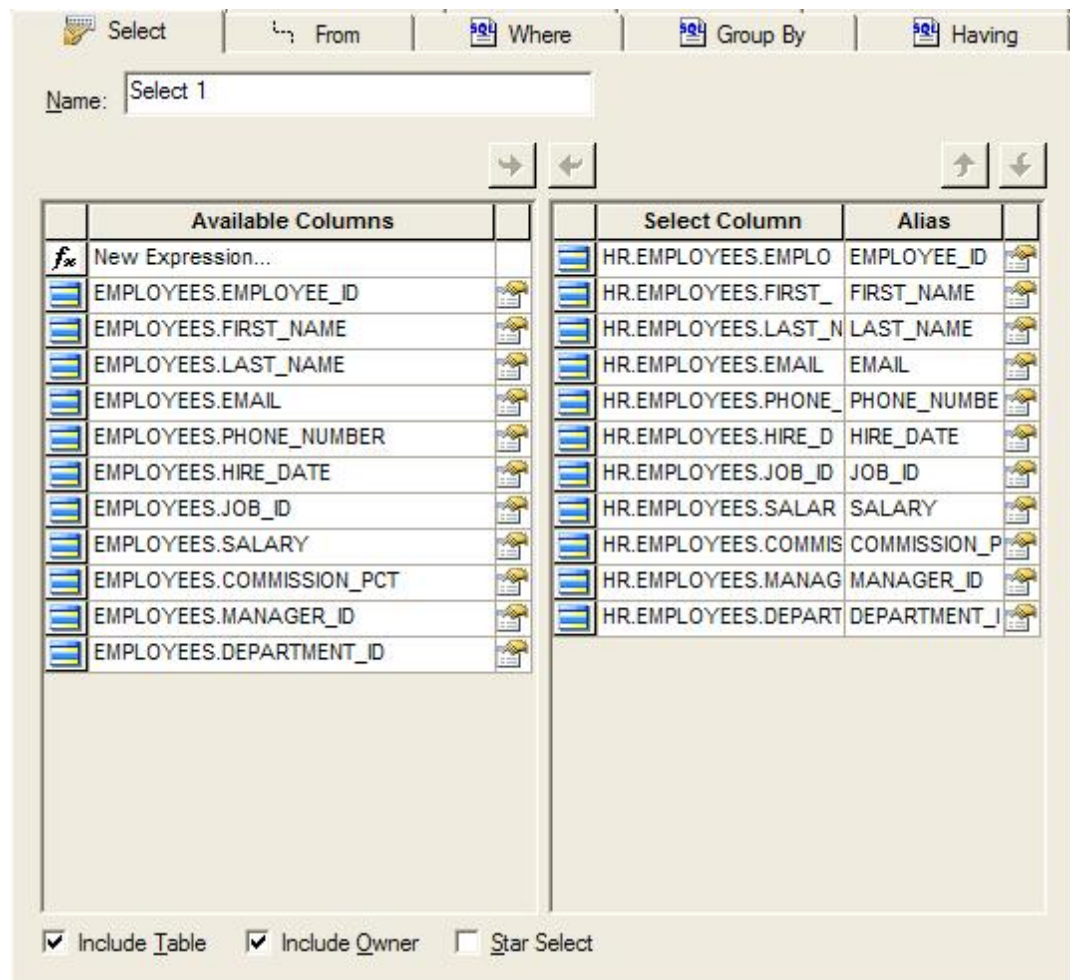 Select From Where Group By Having
Name: Select 1
Available Columns
New Expression...
EMPLOYEES.EMPLOYEE_ID
EMPLOYEES.FIRST_NAME
EMPLOYEES.LAST_NAME
EMPLOYEES.EMAIL
EMPLOYEES.PHONE_NUMBER
EMPLOYEES.HIRE_DATE
EMPLOYEES.JOB_ID
EMPLOYEES.SALARY
EMPLOYEES.COMMISSION_PCT
EMPLOYEES.MANAGER_ID
EMPLOYEES.DEPARTMENT_ID
Select Column Alias
HR.EMPLOYEES.EMPLO EMPLOYEE_ID
HR.EMPLOYEES.FIRST_ FIRST_NAME
HR.EMPLOYEES.LAST_N LAST_NAME
HR.EMPLOYEES.EMAIL EMAIL
HR.EMPLOYEES.PHONE_ PHONE_NUMBE
HR.EMPLOYEES.HIRE_D HIRE_DATE
HR.EMPLOYEES.JOB_ID JOB_ID
HR.EMPLOYEES.SALAR SALARY
HR.EMPLOYEES.COMMIS COMMISSION_P
HR.EMPLOYEES.MANAG MANAGER_ID
HR.EMPLOYEES.DEPART DEPARTMENT_I
Include Table Include Owner Star Select